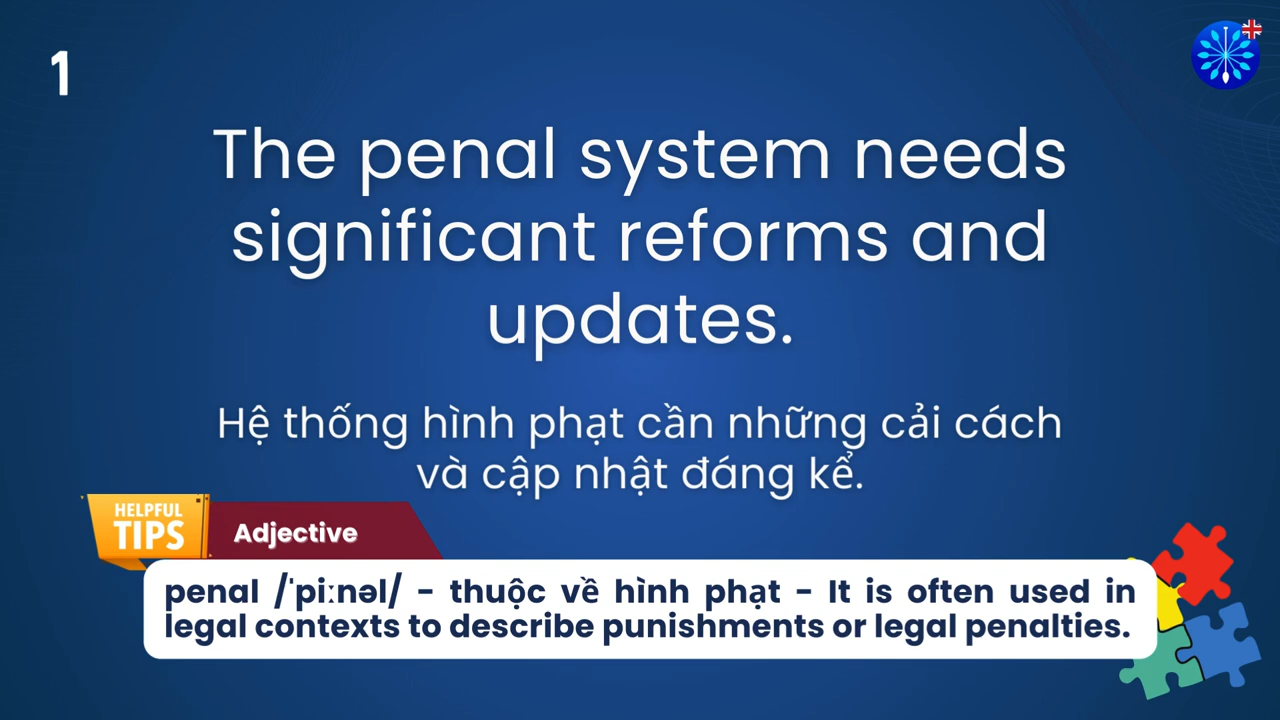 1
The penal system needs
significant reforms and
updates.
Hệ thống hình phạt cần những cải cách
và cập nhật đáng kể.
HELPFUL
TIPS
Adjective
penal /ˈpiːnəl/ - thuộc về hình phạt - It is often used in
legal contexts to describe punishments or legal penalties.